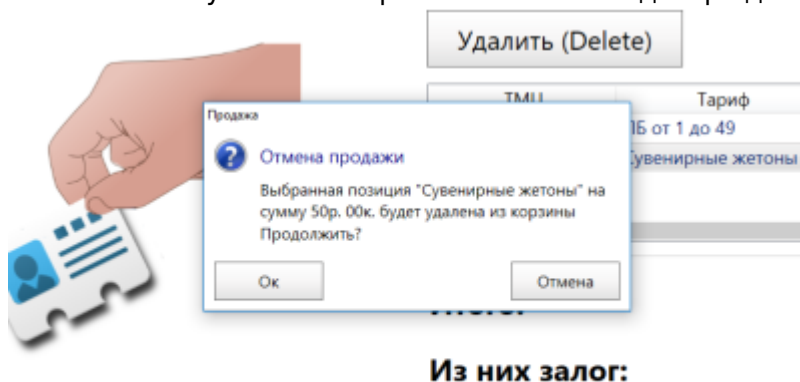 Удалить (Delete)
ТМЦ Тариф
ПБ от 1 до 49
Сувенирные жетоны
Продажа
Отмена продажи
Выбранная позиция "Сувенирные жетоны" на
сумму 50р. 00к. будет удалена из корзины
Продолжить?
Ок Отмена
Из них залог: